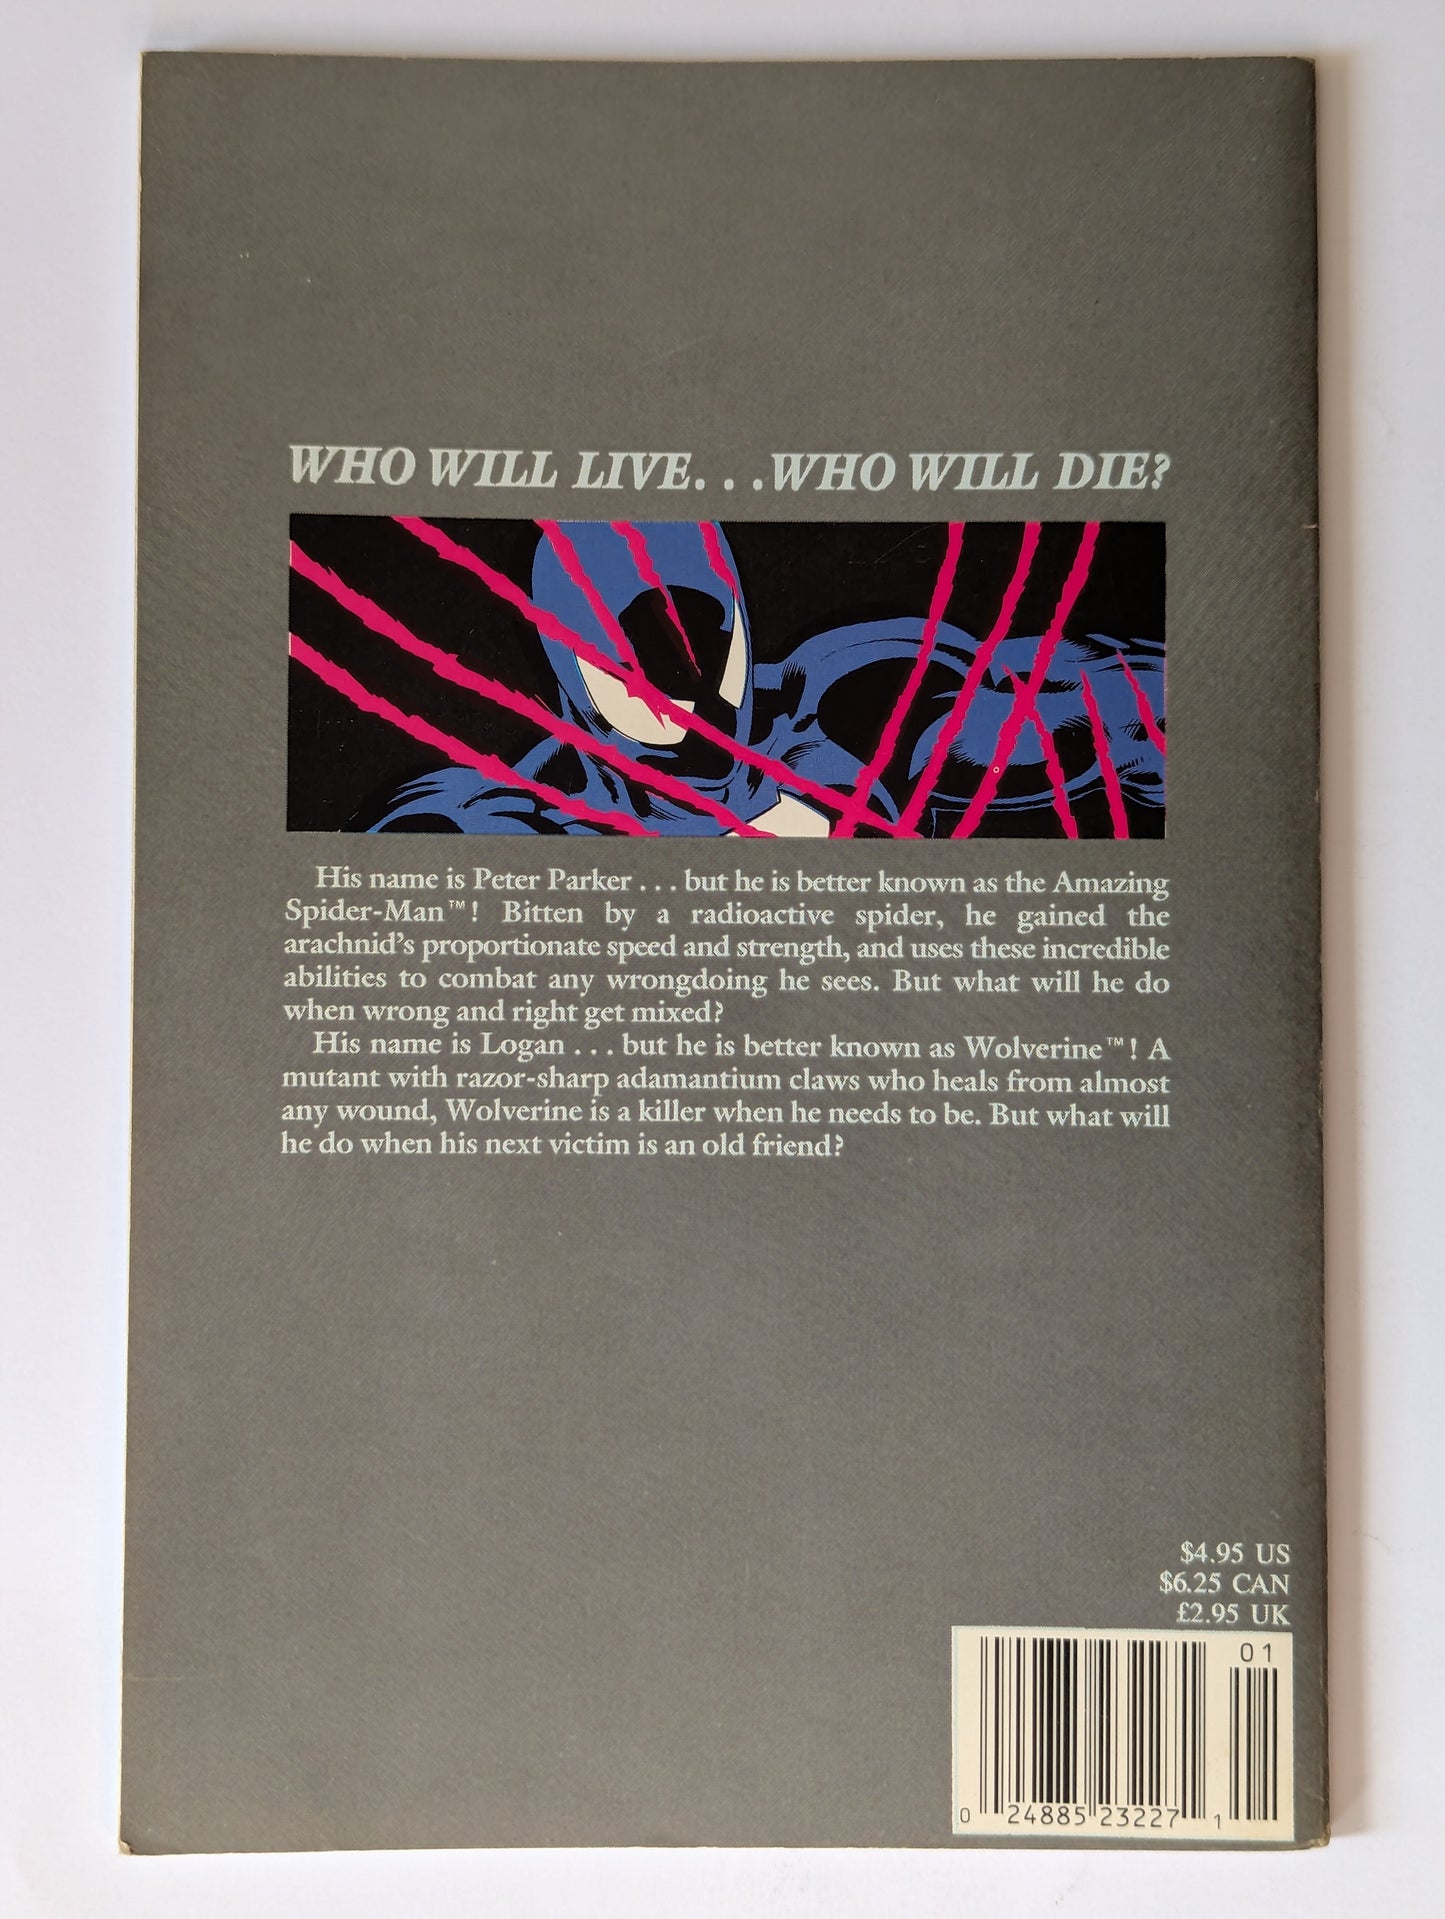 WHO WILL LIVE. . .WHO WILL DIE?
His name is Peter Parker . . . but he is better known as the Amazing
Spider-Man™! Bitten by a radioactive spider, he gained the
arachnid's proportionate speed and strength, and uses these incredible
abilities to combat any wrongdoing he sees. But what will he do
when wrong and right get mixed?
His name is Logan . . . but he is better known as Wolverine™! A
mutant with razor-sharp adamantium claws who heals from almost
any wound, Wolverine is a killer when he needs to be. But what will
he do when his next victim is an old friend?
$4.95 US
$6.25 CAN
£2.95 UK
01
0 24885 23227 1